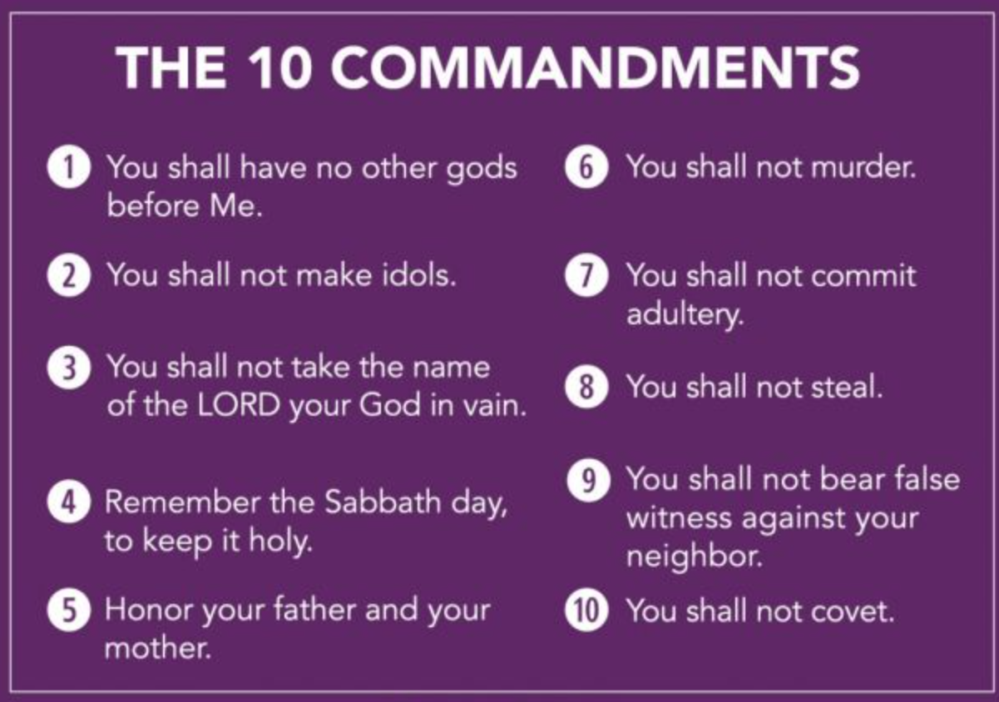 THE 10 COMMANDMENTS
1 You shall have no other gods
before Me.
2 You shall not make idols.
3 You shall not take the name
of the LORD your God in vain.
4 Remember the Sabbath day,
to keep it holy.
5 Honor your father and your
mother.
6 You shall not murder.
7 You shall not commit
adultery.
8 You shall not steal.
9 You shall not bear false
witness against your
neighbor.
10 You shall not covet.